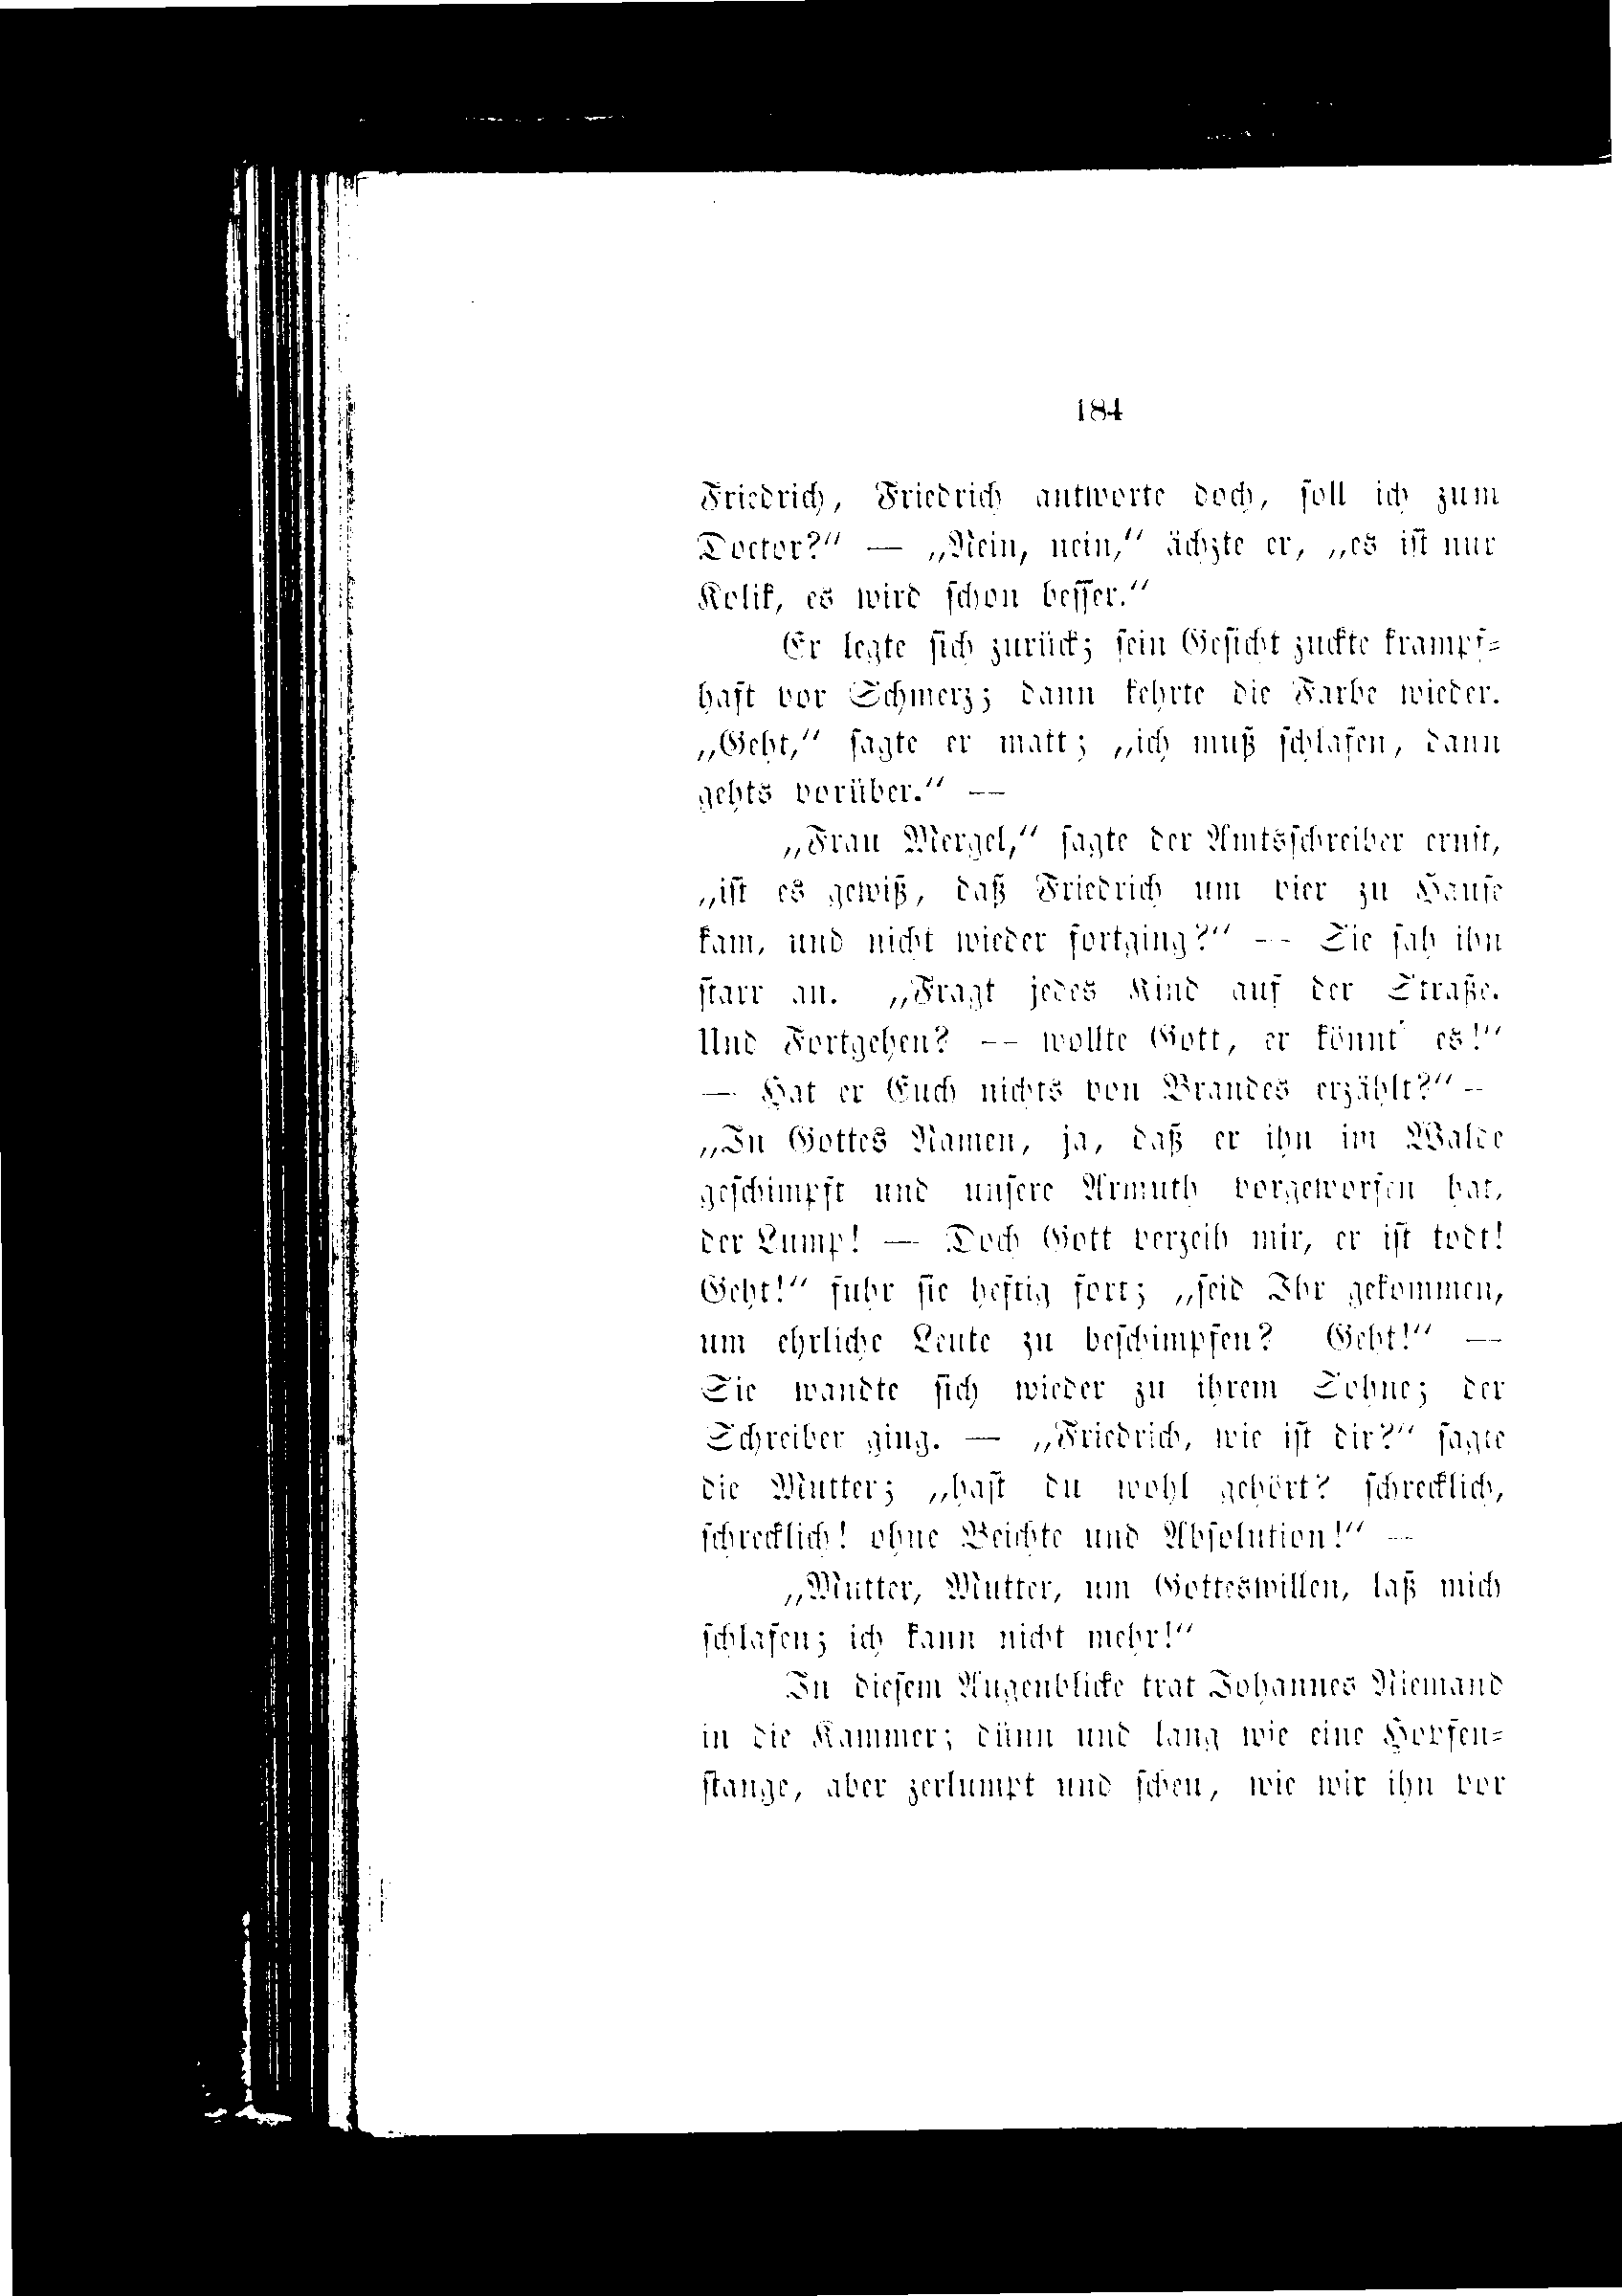 184
Friedrich, Friedrich antworte doch, soll ich zum
Doctor?“ — „Nein, nein,“ ächzte er, „es ist nur
Kolik, es wird schon besser.“
Er legte sich zurück; sein Gesicht zuckte krampf-
haft vor Schmerz; dann kehrte die Farbe wieder.
„Geht,“ sagte er matt; „ich muß schlafen, dann
gehts vorüber.“ —
„Frau Mergel,“ sagte der Amtsschreiber ernst,
„ist es gewiß, daß Friedrich um vier zu Hause
kam, und nicht wieder fortging?“ — Sie sah ihn
starr an. „Fragt jedes Kind auf der Straße.
Und Fortgehen? — wollte Gott, er könnt' es!“
— Hat er Euch nichts von Brandes erzählt?“ —
„In Gottes Namen, ja, daß er ihn im Walde
geschimpft und unsere Armuth vorgeworfen hat,
der Lump! — Doch Gott verzeih mir, er ist todt!
Geht!“ fuhr sie heftig fort; „seid Ihr gekommen,
um ehrliche Leute zu beschimpfen? Geht!“ —
Sie wandte sich wieder zu ihrem Sohne; der
Schreiber ging. — „Friedrich, wie ist dir?“ sagte
die Mutter; „hast du wohl gehört? schrecklich,
schrecklich! ohne Beichte und Absolution!“ —
„Mutter, Mutter, um Gotteswillen, laß mich
schlafen; ich kann nicht mehr!“
In diesem Augenblicke trat Johannes Niemand
in die Kammer; dünn und lang wie eine Hopfen-
stange, aber zerlumpt und scheu, wie wir ihn vor